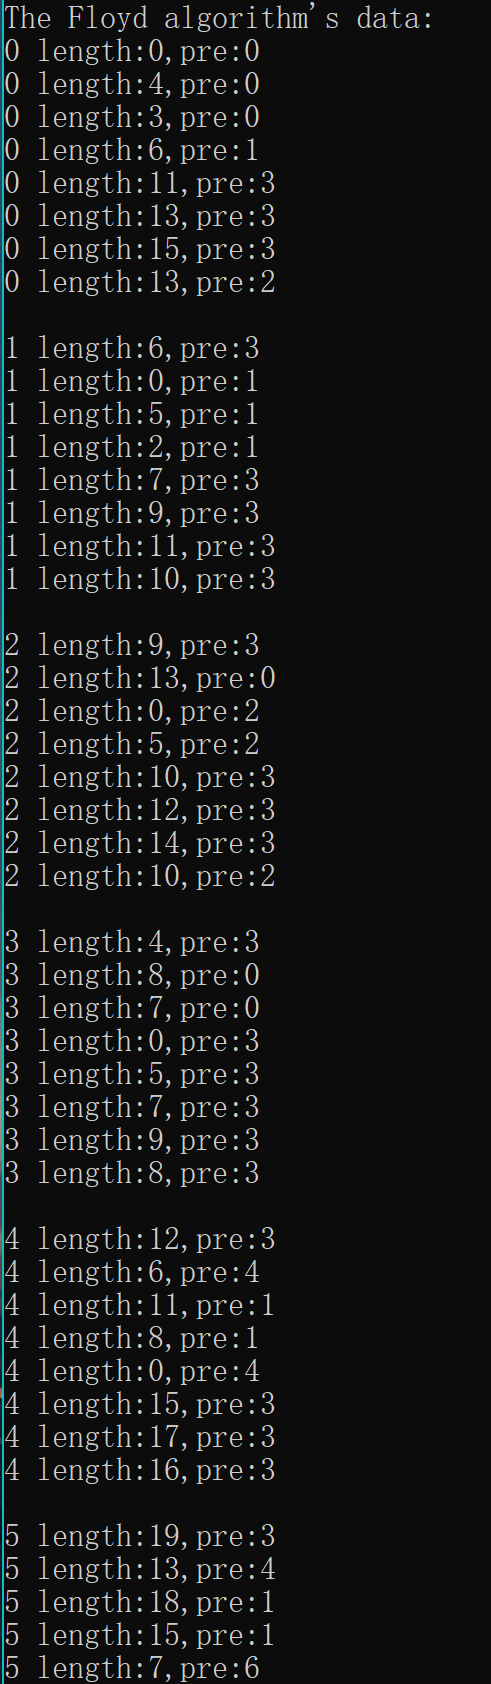 The Floyd algorithm's data:
0 length:0,pre:0
0 length:4,pre:0
0 length:3,pre:0
0 length:6,pre:1
0 length:11,pre:3
0 length:13,pre:3
0 length:15,pre:3
0 length:13,pre:2
1 length:6,pre:3
1 length:0,pre:1
1 length:5,pre:1
1 length:2,pre:1
1 length:7,pre:3
1 length:9,pre:3
1 length:11,pre:3
1 length:10,pre:3
2 length:9,pre:3
2 length:13,pre:0
2 length:0,pre:2
2 length:5,pre:2
2 length:10,pre:3
2 length:12,pre:3
2 length:14,pre:3
2 length:10,pre:2
3 length:4,pre:3
3 length:8,pre:0
3 length:7,pre:0
3 length:0,pre:3
3 length:5,pre:3
3 length:7,pre:3
3 length:9,pre:3
3 length:8,pre:3
4 length:12,pre:3
4 length:6,pre:4
4 length:11,pre:1
4 length:8,pre:1
4 length:0,pre:4
4 length:15,pre:3
4 length:17,pre:3
4 length:16,pre:3
5 length:19,pre:3
5 length:13,pre:4
5 length:18,pre:1
5 length:15,pre:1
5 length:7,pre:6